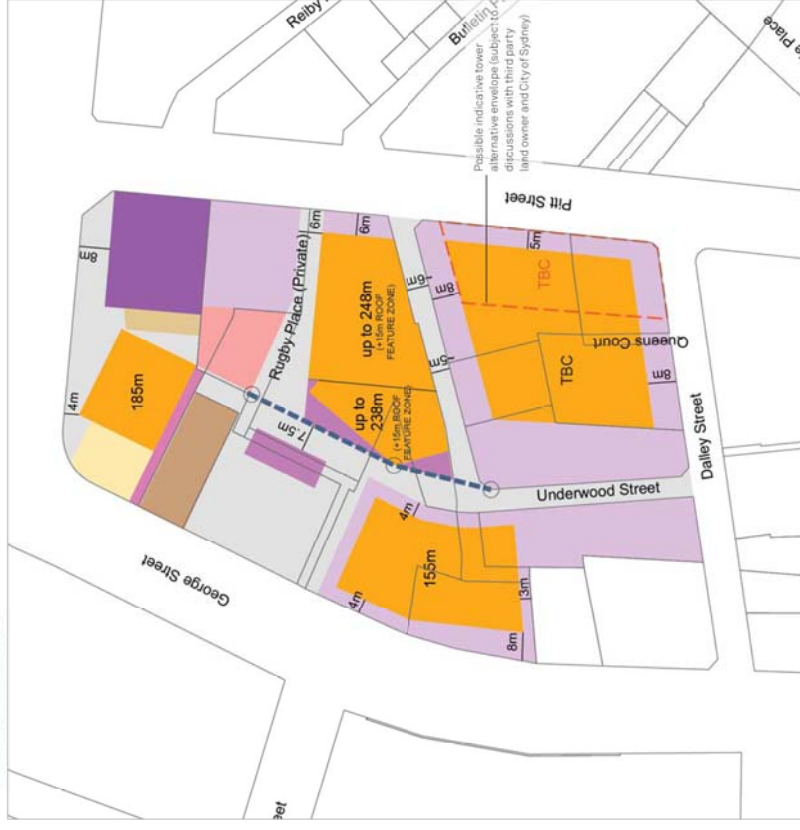 Reiby
Bulletin
Place
Possible indicative tower
alternative envelope (subject to
discussions with third party
land owner and City of Sydney)
Pitt Street
8m
6m
6m
Rugby Place (Private)
up to 248m
(+15m ROOF
FEATURE ZONE)
~6m
8m
5m
TBC
4m
185m
up to
238m
(+15m ROOF
FEATURE ZONE)
~5m
TBC
Queens Court
8m
7.5m
Dalley Street
Underwood Street
4m
155m
4m
3m
8m
George Street
eet